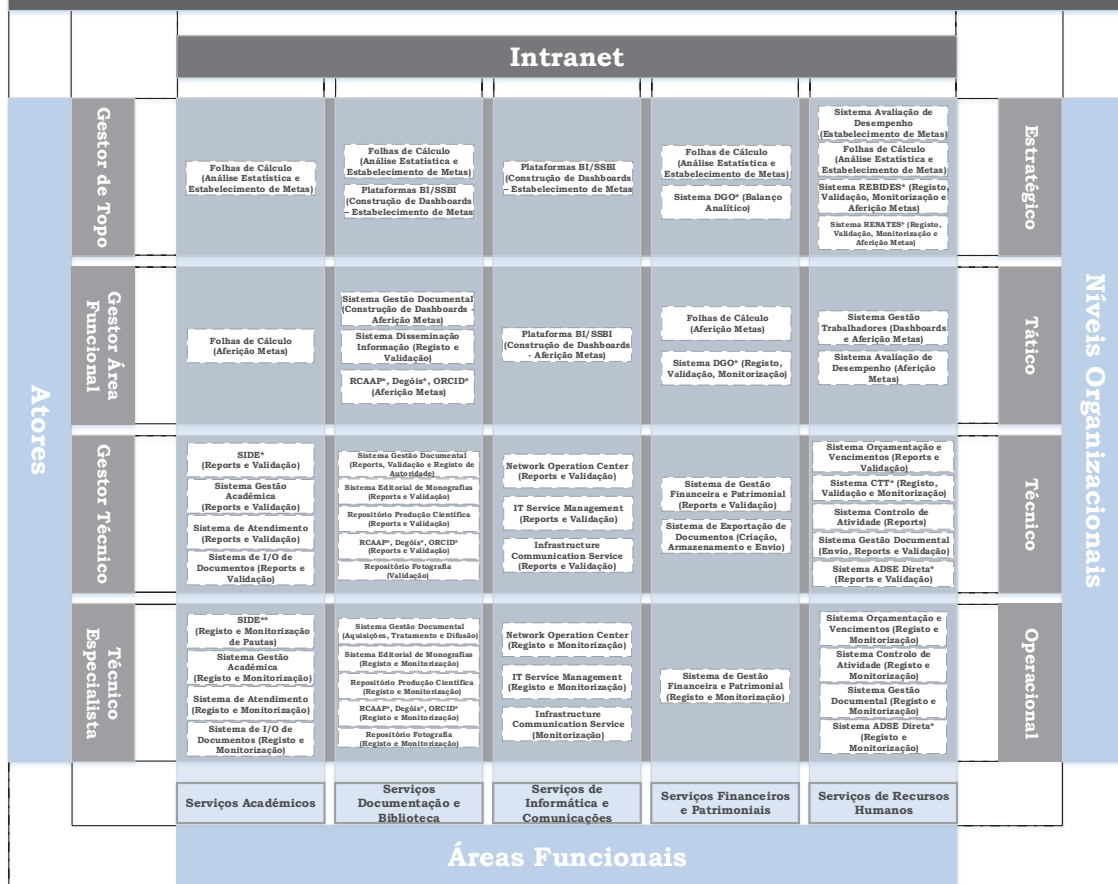 Intranet
Atores
Níveis Organizacionais
Gestor de
Topo
Folhas de Cálculo
(Análise Estatística e
Estabelecimento de Metas)
Folhas de Cálculo
(Análise Estatística e
Estabelecimento de Metas)
Plataformas BI/SSBI
(Construção de Dashboards
– Estabelecimento de Metas
Plataformas BI/SSBI
(Construção de Dashboards
– Estabelecimento de Metas
Folhas de Cálculo
(Análise Estatística e
Estabelecimento de Metas)
Sistema DGO* (Balanço
Analítico)
Sistema Avaliação de
Desempenho
(Estabelecimento de Metas)
Folhas de Cálculo
(Análise Estatística e
Estabelecimento de Metas)
Sistema REBIDES* (Registo,
Validação, Monitorização e
Aferição Metas)
Sistema RENATES* (Registo,
Validação, Monitorização e
Aferição Metas)
Estratégico
Gestor Área
Funcional
Folhas de Cálculo
(Aferição Metas)
Sistema Gestão Documental
(Construção de Dashboards -
Aferição Metas)
Sistema Disseminação
Informação (Registo e
Validação)
RCAAP*, Degóis*, ORCID*
(Aferição Metas)
Plataforma BI/SSBI
(Construção de Dashboards
- Aferição Metas)
Folhas de Cálculo
(Aferição Metas)
Sistema DGO* (Registo,
Validação, Monitorização)
Sistema Gestão
Trabalhadores (Dashboards
e Aferição Metas)
Sistema Avaliação de
Desempenho (Aferição
Metas)
Tático
Gestor Técnico
SIDE*
(Reports e Validação)
Sistema Gestão
Académica
(Reports e Validação)
Sistema de Atendimento
(Reports e Validação)
Sistema de I/O de
Documentos (Reports e
Validação)
Sistema Gestão Documental
(Reports, Validação e Registo de
Autoridade)
Sistema Editorial de Monografias
(Reports e Validação)
Repositório Produção Científica
(Reports e Validação)
RCAAP*, Degóis*, ORCID*
(Reports e Validação)
Repositório Fotografia
(Validação)
Network Operation Center
(Reports e Validação)
IT Service Management
(Reports e Validação)
Infrastructure
Communication Service
(Reports e Validação)
Sistema de Gestão
Financeira e Patrimonial
(Reports e Validação)
Sistema de Exportação de
Documentos (Criação,
Armazenamento e Envio)
Sistema Orçamentação e
Vencimentos (Reports e
Validação)
Sistema CTT* (Registo,
Validação e Monitorização)
Sistema Controlo de
Atividade (Reports)
Sistema Gestão Documental
(Envio, Reports e Validação)
Sistema ADSE Direta*
(Reports e Validação)
Técnico
Técnico
Especialista
SIDE**
(Registo e Monitorização
de Pautas)
Sistema Gestão
Académica
(Registo e Monitorização)
Sistema de Atendimento
(Registo e Monitorização)
Sistema de I/O de
Documentos (Registo e
Monitorização)
Sistema Gestão Documental
(Aquisições, Tratamento e Difusão)
Sistema Editorial de Monografias
(Registo e Monitorização)
Repositório Produção Científica
(Registo e Monitorização)
RCAAP*, Degóis*, ORCID*
(Registo e Monitorização)
Repositório Fotografia
(Registo e Monitorização)
Network Operation Center
(Registo e Monitorização)
IT Service Management
(Registo e Monitorização)
Infrastructure
Communication Service
(Monitorização)
Sistema de Gestão
Financeira e Patrimonial
(Registo e Monitorização)
Sistema Orçamentação e
Vencimentos (Registo e
Monitorização)
Sistema Controlo de
Atividade (Registo e
Monitorização)
Sistema Gestão
Documental (Registo e
Monitorização)
Sistema ADSE Direta*
(Registo e
Monitorização)
Operacional
Serviços Académicos
Serviços
Documentação e
Biblioteca
Serviços de
Informática e
Comunicações
Serviços Financeiros
e Patrimoniais
Serviços de Recursos
Humanos
Áreas Funcionais